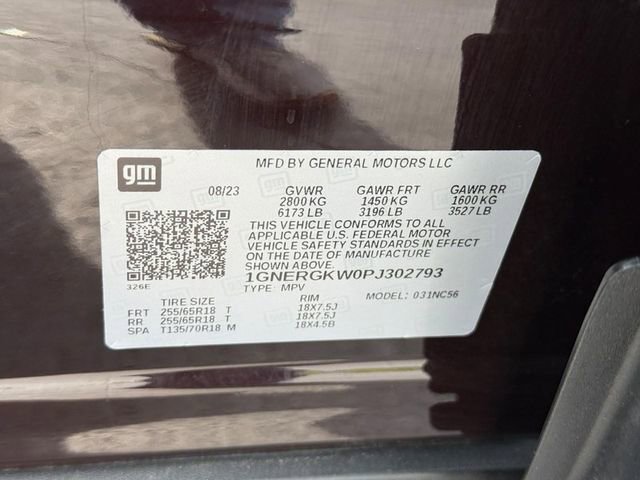 gm
MFD BY GENERAL MOTORS LLC
08/23 GVWR GAWR FRT GAWR RR
2800 KG 1450 KG 1600 KG
6173 LB 3196 LB 3527 LB
THIS VEHICLE CONFORMS TO ALL
APPLICABLE U.S. FEDERAL MOTOR
VEHICLE SAFETY STANDARDS IN EFFECT
ON THE DATE OF MANUFACTURE
SHOWN ABOVE.
1GNERGKW0PJ302793
326E
TYPE: MPV MODEL: 031NC56
TIRE SIZE RIM
FRT 255/65R18 T 18X7.5J
RR 255/65R18 T 18X7.5J
SPA T135/70R18 M 18X4.5B